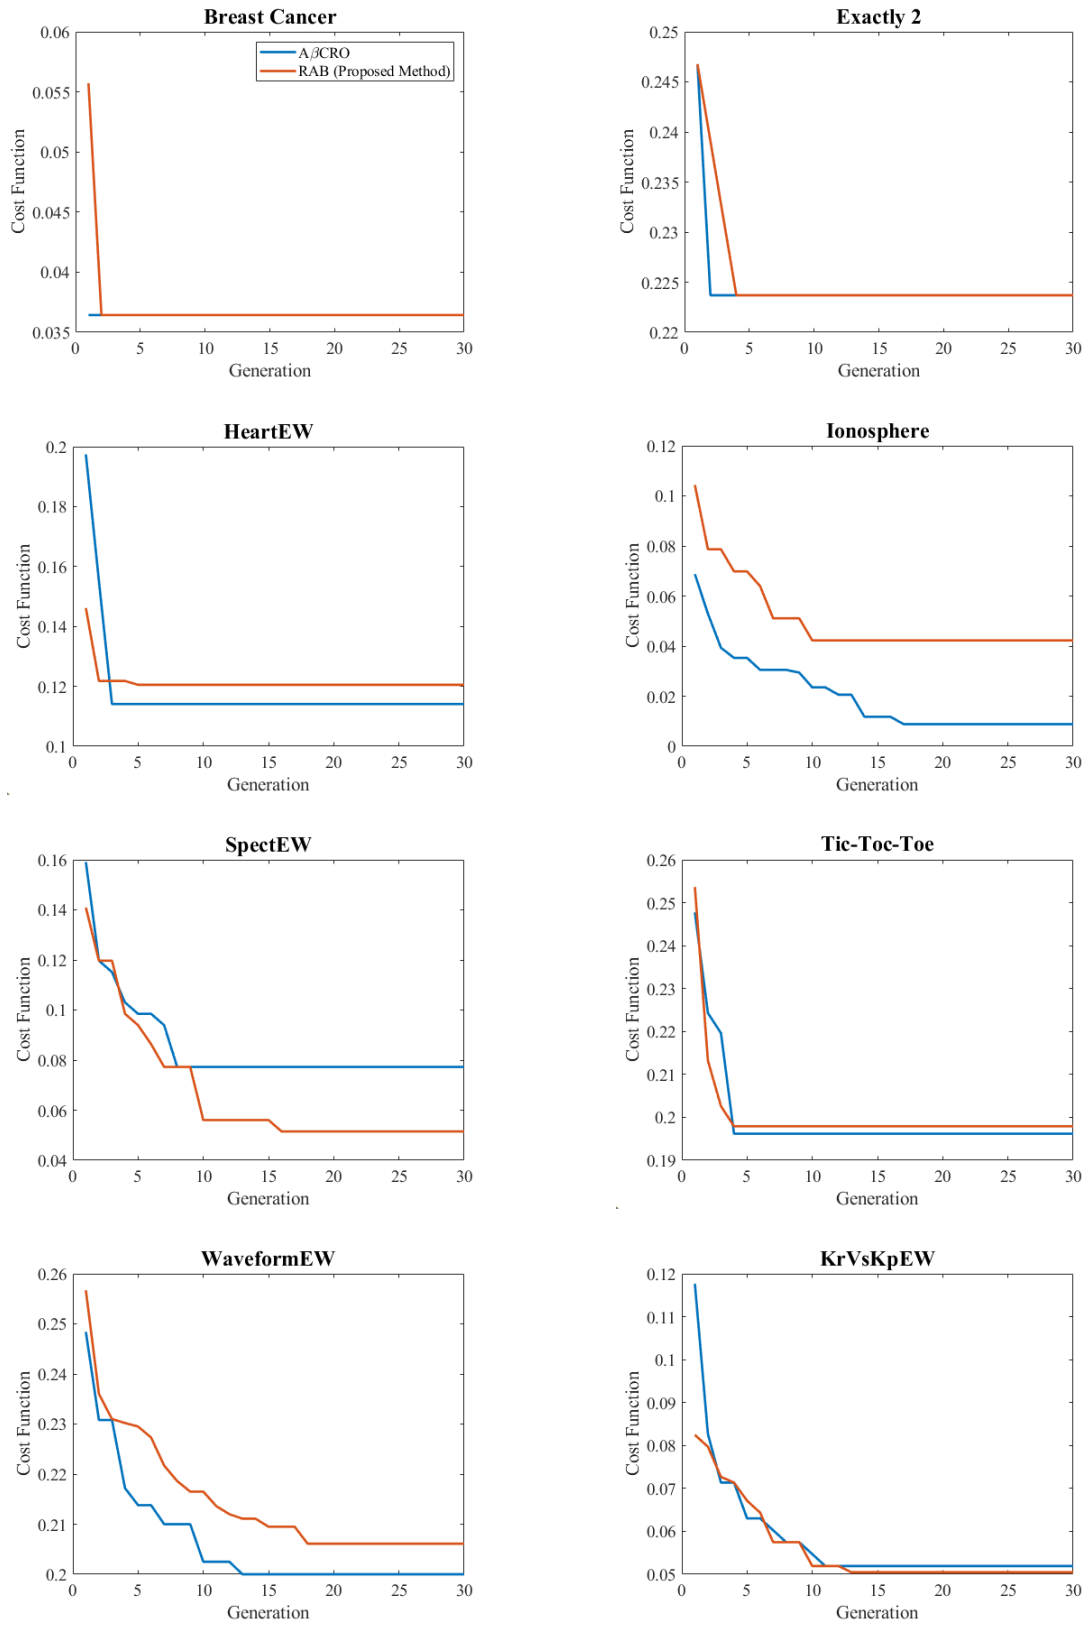 Breast Cancer
0.06
0.055
0.05
0.045
0.04
0.035
Cost Function
AβCRO
RAB (Proposed Method)
0 5 10 15 20 25 30
Generation
Exactly 2
0.25
0.245
0.24
0.235
0.23
0.225
0.22
Cost Function
0 5 10 15 20 25 30
Generation
HeartEW
0.2
0.18
0.16
0.14
0.12
0.1
Cost Function
0 5 10 15 20 25 30
Generation
Ionosphere
0.12
0.1
0.08
0.06
0.04
0.02
0
Cost Function
0 5 10 15 20 25 30
Generation
SpectEW
0.16
0.14
0.12
0.1
0.08
0.06
0.04
Cost Function
0 5 10 15 20 25 30
Generation
Tic-Toc-Toe
0.26
0.25
0.24
0.23
0.22
0.21
0.2
0.19
Cost Function
0 5 10 15 20 25 30
Generation
WaveformEW
0.26
0.25
0.24
0.23
0.22
0.21
0.2
Cost Function
0 5 10 15 20 25 30
Generation
KrVsKpEW
0.12
0.11
0.1
0.09
0.08
0.07
0.06
0.05
Cost Function
0 5 10 15 20 25 30
Generation